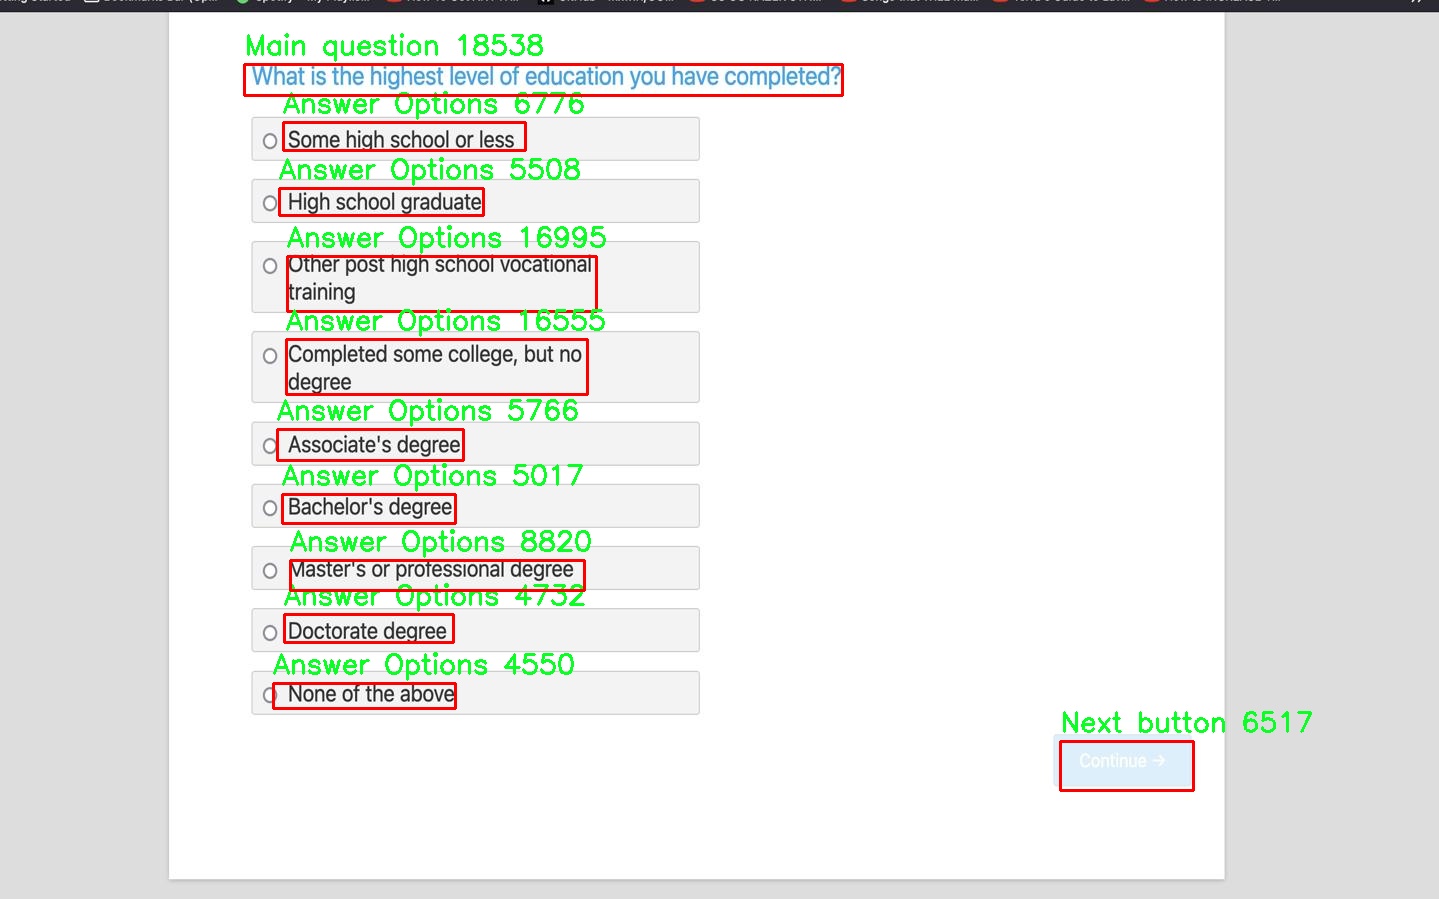 Main question 18538
What is the highest level of education you have completed?
Answer Options 6776
Some high school or less
Answer Options 5508
High school graduate
Answer Options 16995
Other post high school vocational
training
Answer Options 16555
Completed some college, but no
degree
Answer Options 5766
Associate's degree
Answer Options 5017
Bachelor's degree
Answer Options 8820
Master's or professional degree
Answer Options 4732
Doctorate degree
Answer Options 4550
None of the above
Next button 6517
Continue →